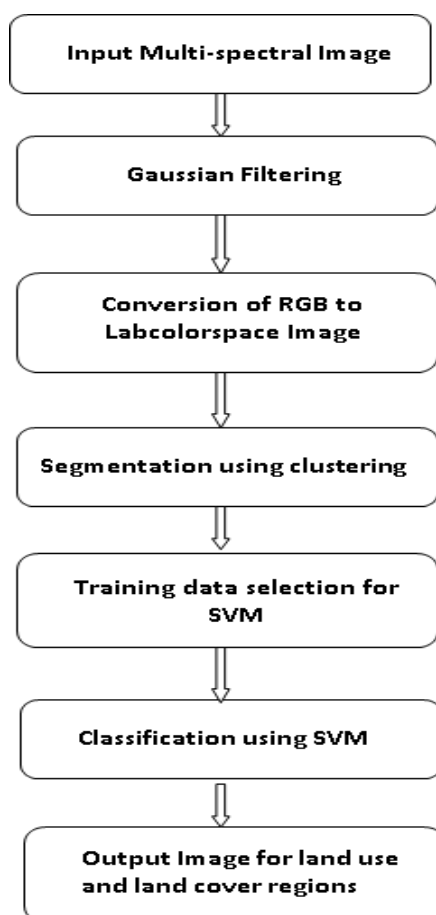 Input Multi-spectral Image
Gaussian Filtering
Conversion of RGB to
Labcolorspace Image
Segmentation using clustering
Training data selection for
SVM
Classification using SVM
Output Image for land use
and land cover regions